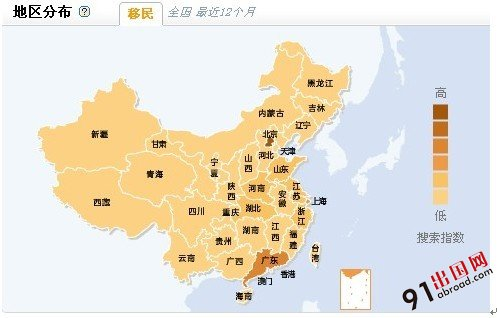 地区分布 ? 移民 全国 最近12个月
黑龙江
吉林
内蒙古
辽宁
新疆
北京
甘肃
天津
河北
山西
宁夏
山东
青海
陕西
河南
江苏
西藏
安徽
上海
四川
湖北
重庆
浙江
湖南
江西
贵州
福建
云南
台湾
广西
广东
香港
澳门
海南
高
低
搜索指数
91出国网
abroad.com